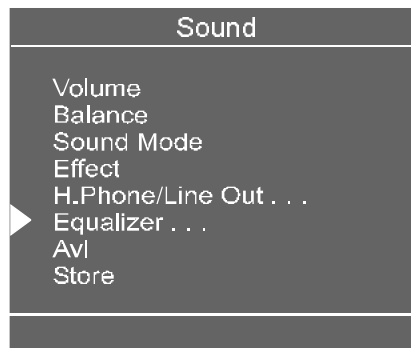 Sound
Volume
Balance
Sound Mode
Effect
H.Phone/Line Out . . .
Equalizer . . .
Avl
Store